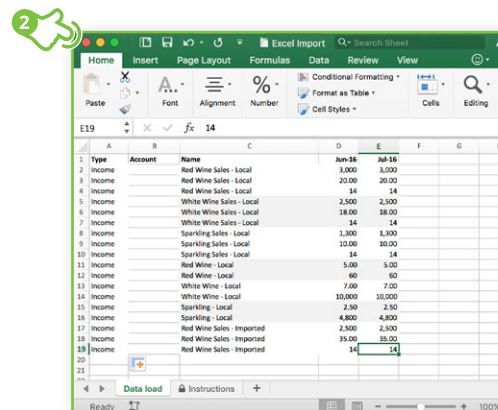 2
Excel Import
Search Sheet
Home Insert Page Layout Formulas Data Review View
Paste Font Alignment Number Conditional Formatting Format as Table Cell Styles Cells Editing
E19 fx 14
A B C D E F G
1 Type Account Name Jun-16 Jul-16
2 Income Red Wine Sales - Local 3,000 3,000
3 Income Red Wine Sales - Local 20.00 20.00
4 Income Red Wine Sales - Local 14 14
5 Income White Wine Sales - Local 2,500 2,500
6 Income White Wine Sales - Local 18.00 18.00
7 Income White Wine Sales - Local 14 14
8 Income Sparkling Sales - Local 1,300 1,300
9 Income Sparkling Sales - Local 10.00 10.00
10 Income Sparkling Sales - Local 14 14
11 Income Red Wine - Local 5.00 5.00
12 Income Red Wine - Local 60 60
13 Income White Wine - Local 7.00 7.00
14 Income White Wine - Local 10,000 10,000
15 Income Sparkling - Local 2.50 2.50
16 Income Sparkling - Local 4,800 4,800
17 Income Red Wine Sales - Imported 2,500 2,500
18 Income Red Wine Sales - Imported 35.00 35.00
19 Income Red Wine Sales - Imported 14 14
20
21
Data load Instructions +
Ready 100%